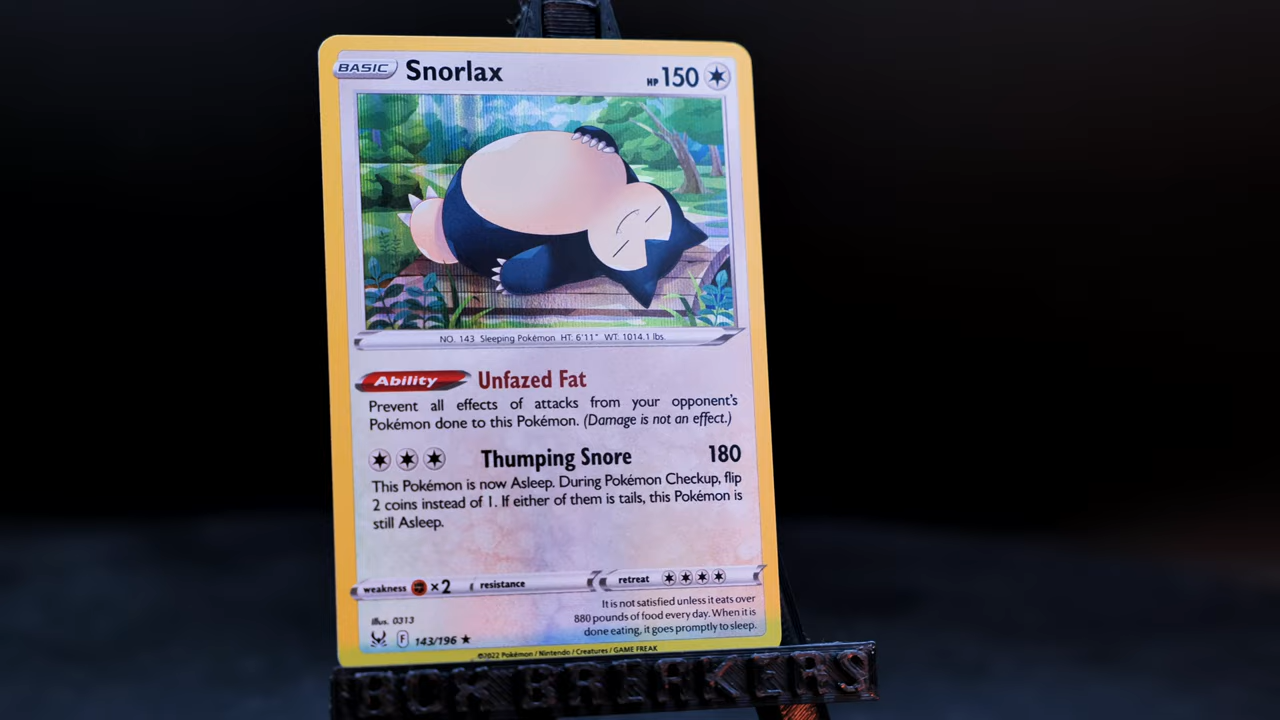 BASIC Snorlax HP 150
NO. 143 Sleeping Pokémon HT: 6'11" WT: 1014.1 lbs.
Ability Unfazed Fat
Prevent all effects of attacks from your opponent's
Pokémon done to this Pokémon. (Damage is not an effect.)
Thumping Snore 180
This Pokémon is now Asleep. During Pokémon Checkup, flip
2 coins instead of 1. If either of them is tails, this Pokémon is
still Asleep.
weakness ×2 resistance retreat
It is not satisfied unless it eats over
880 pounds of food every day. When it is
done eating, it goes promptly to sleep.
illus. 0313
F 143/196
©2022 Pokémon / Nintendo / Creatures / GAME FREAK
BOX BREAKERS